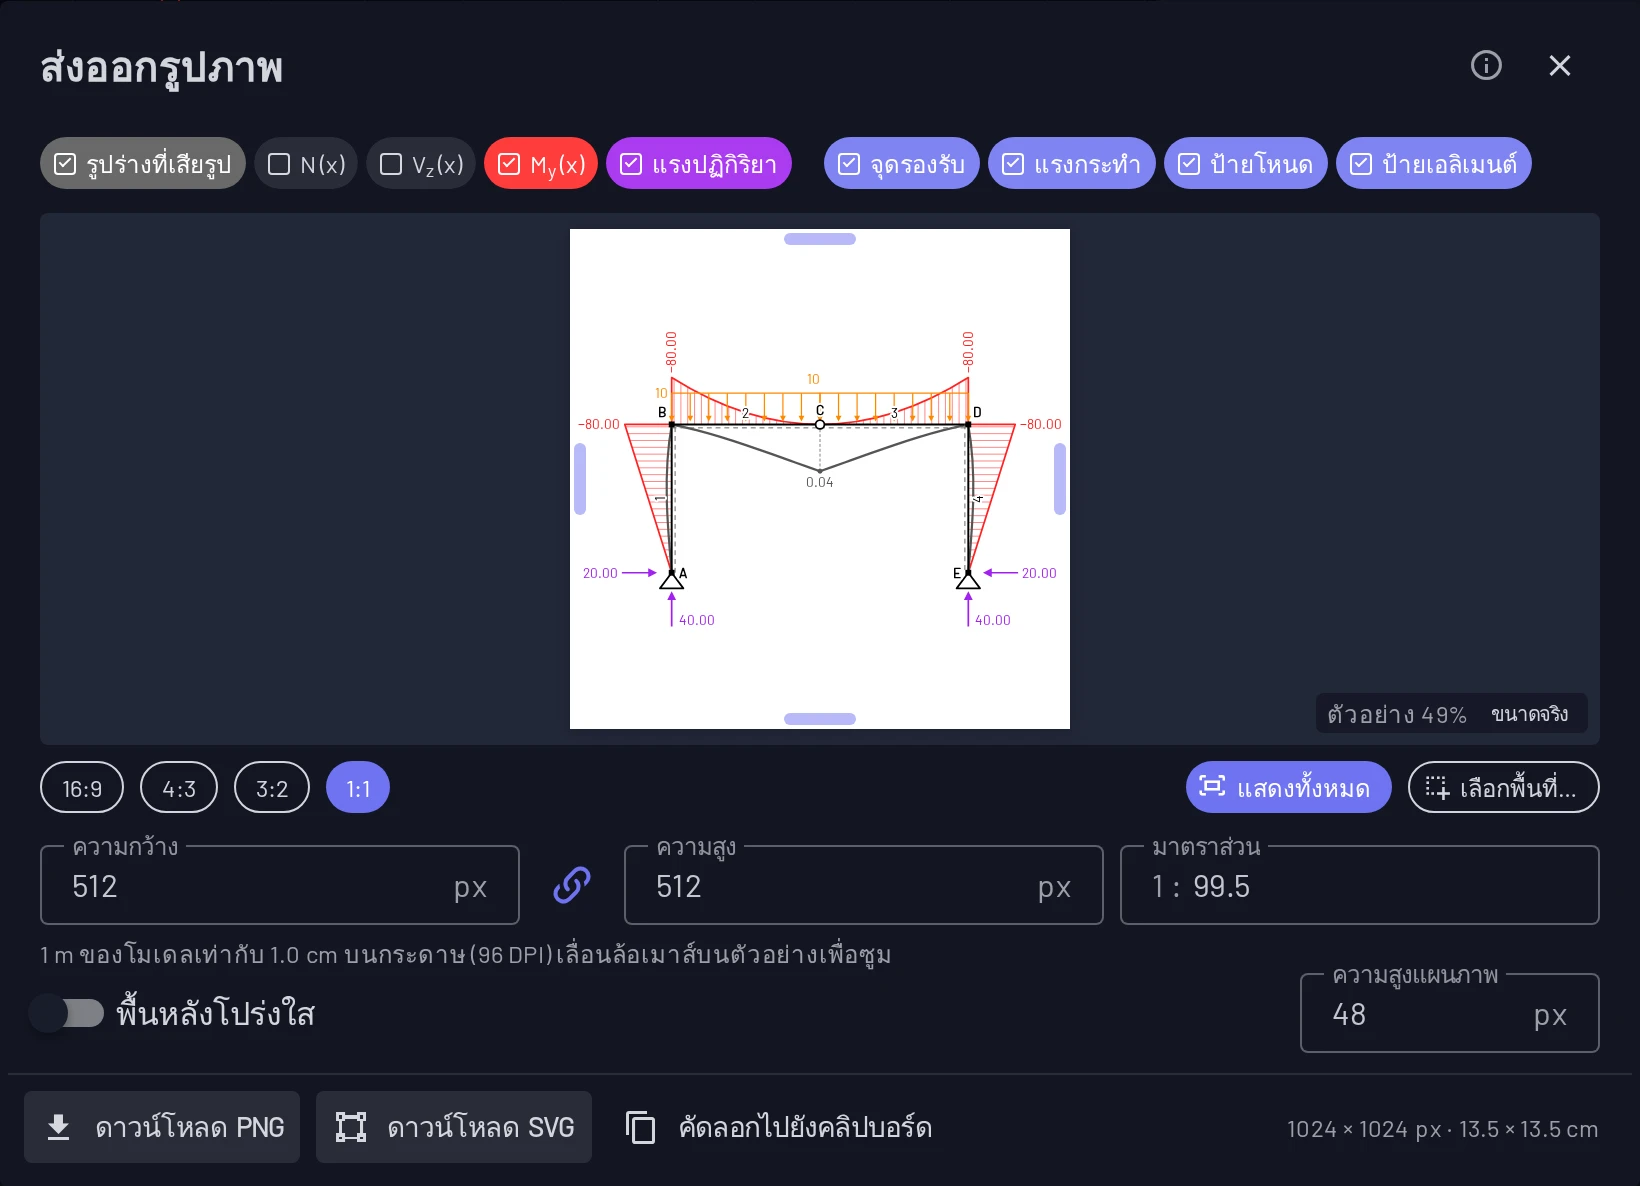 ส่งออกรูปภาพ
รูปร่างที่เสียรูป N(x) Vz(x) My(x) แรงปฏิกิริยา จุดรองรับ แรงกระทำ ป้ายโหนด ป้ายเอลิเมนต์
−80.00 −80.00
10
10
B 2 C 3 D
−80.00 −80.00
0.04
1 4
20.00 A E 20.00
40.00 40.00
ตัวอย่าง 49% ขนาดจริง
16:9 4:3 3:2 1:1 แสดงทั้งหมด เลือกพื้นที่...
ความกว้าง ความสูง มาตราส่วน
512 px 512 px 1 : 99.5
1 m ของโมเดลเท่ากับ 1.0 cm บนกระดาษ (96 DPI) เลื่อนล้อเมาส์บนตัวอย่างเพื่อซูม
ความสูงแผนภาพ
พื้นหลังโปร่งใส 48 px
ดาวน์โหลด PNG ดาวน์โหลด SVG คัดลอกไปยังคลิปบอร์ด 1024 × 1024 px · 13.5 × 13.5 cm